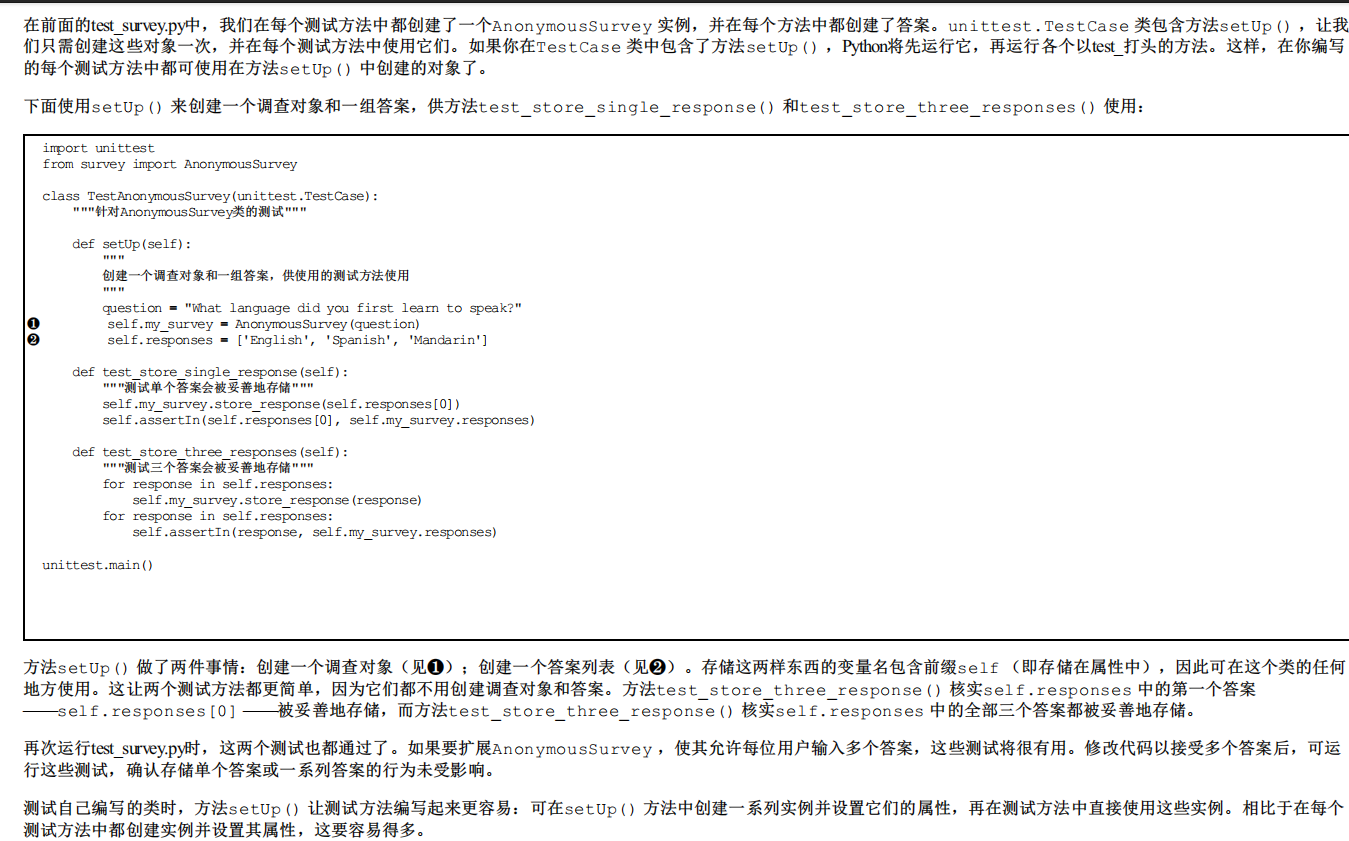 在前面的test_survey.py中，我们在每个测试方法中都创建了一个AnonymousSurvey 实例，并在每个方法中都创建了答案。unittest.TestCase 类包含方法setUp() ，让我
们只需创建这些对象一次，并在每个测试方法中使用它们。如果你在TestCase 类中包含了方法setUp() ，Python将先运行它，再运行各个以test_打头的方法。这样，在你编写
的每个测试方法中都可使用在方法setUp() 中创建的对象了。
下面使用setUp() 来创建一个调查对象和一组答案，供方法test_store_single_response() 和test_store_three_responses() 使用：
import unittest
from survey import AnonymousSurvey
class TestAnonymousSurvey(unittest.TestCase):
    """针对AnonymousSurvey类的测试"""
    def setUp(self):
        """
        创建一个调查对象和一组答案，供使用的测试方法使用
        """
        question = "What language did you first learn to speak?"
❶        self.my_survey = AnonymousSurvey(question)
❷        self.responses = ['English', 'Spanish', 'Mandarin']
    def test_store_single_response(self):
        """测试单个答案会被妥善地存储"""
        self.my_survey.store_response(self.responses[0])
        self.assertIn(self.responses[0], self.my_survey.responses)
    def test_store_three_responses(self):
        """测试三个答案会被妥善地存储"""
        for response in self.responses:
            self.my_survey.store_response(response)
        for response in self.responses:
            self.assertIn(response, self.my_survey.responses)
unittest.main()
方法setUp() 做了两件事情：创建一个调查对象（见❶）；创建一个答案列表（见❷）。存储这两样东西的变量名包含前缀self （即存储在属性中），因此可在这个类的任何
地方使用。这让两个测试方法都更简单，因为它们都不用创建调查对象和答案。方法test_store_three_response() 核实self.responses 中的第一个答案
——self.responses[0] ——被妥善地存储，而方法test_store_three_response() 核实self.responses 中的全部三个答案都被妥善地存储。
再次运行test_survey.py时，这两个测试也都通过了。如果要扩展AnonymousSurvey ，使其允许每位用户输入多个答案，这些测试将很有用。修改代码以接受多个答案后，可运
行这些测试，确认存储单个答案或一系列答案的行为未受影响。
测试自己编写的类时，方法setUp() 让测试方法编写起来更容易：可在setUp() 方法中创建一系列实例并设置它们的属性，再在测试方法中直接使用这些实例。相比于在每个
测试方法中都创建实例并设置其属性，这要容易得多。